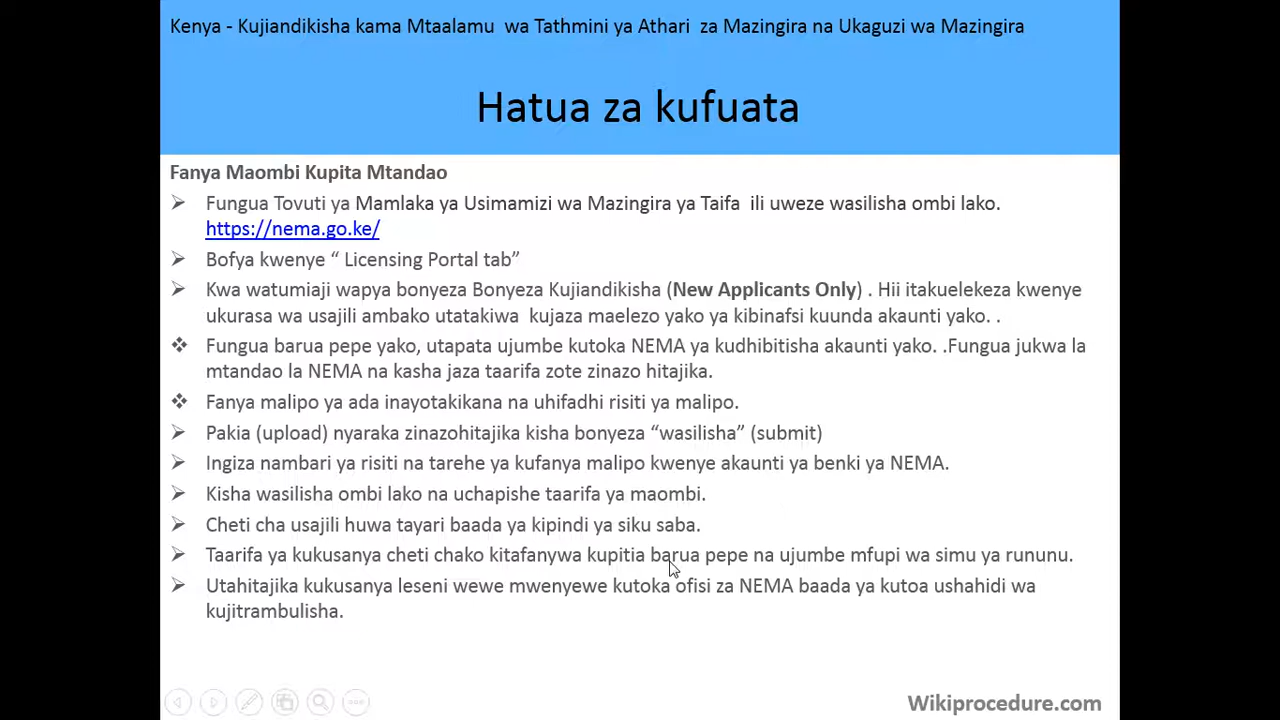 Kenya - Kujiandikisha kama Mtaalamu wa Tathmini ya Athari za Mazingira na Ukaguzi wa Mazingira
Hatua za kufuata
Fanya Maombi Kupita Mtandao
➢ Fungua Tovuti ya Mamlaka ya Usimamizi wa Mazingira ya Taifa ili uweze wasilisha ombi lako.
https://nema.go.ke/
➢ Bofya kwenye “ Licensing Portal tab”
➢ Kwa watumiaji wapya bonyeza Bonyeza Kujiandikisha (New Applicants Only) . Hii itakuelekeza kwenye
ukurasa wa usajili ambako utatakiwa kujaza maelezo yako ya kibinafsi kuunda akaunti yako. .
❖ Fungua barua pepe yako, utapata ujumbe kutoka NEMA ya kudhibitisha akaunti yako. .Fungua jukwa la
mtandao la NEMA na kasha jaza taarifa zote zinazo hitajika.
❖ Fanya malipo ya ada inayotakikana na uhifadhi risiti ya malipo.
➢ Pakia (upload) nyaraka zinazohitajika kisha bonyeza “wasilisha” (submit)
➢ Ingiza nambari ya risiti na tarehe ya kufanya malipo kwenye akaunti ya benki ya NEMA.
➢ Kisha wasilisha ombi lako na uchapishe taarifa ya maombi.
➢ Cheti cha usajili huwa tayari baada ya kipindi ya siku saba.
➢ Taarifa ya kukusanya cheti chako kitafanywa kupitia barua pepe na ujumbe mfupi wa simu ya rununu.
➢ Utahitajika kukusanya leseni wewe mwenyewe kutoka ofisi za NEMA baada ya kutoa ushahidi wa
kujitrambulisha.
Wikiprocedure.com